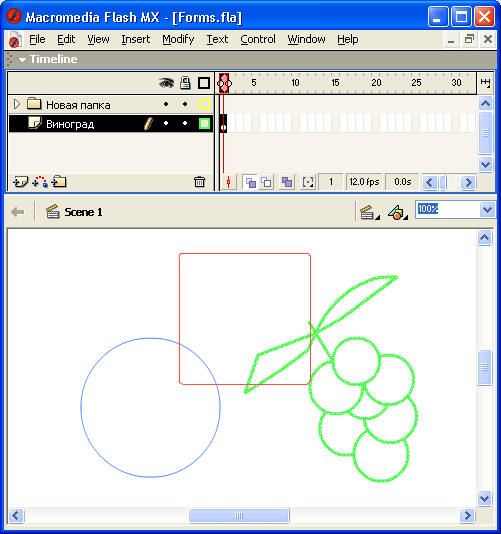 Macromedia Flash MX - [Forms.fla]
File Edit View Insert Modify Text Control Window Help
Timeline
5 10 15 20 25 30
Новая папка
Виноград
1 12.0 fps 0.0s
Scene 1 100%